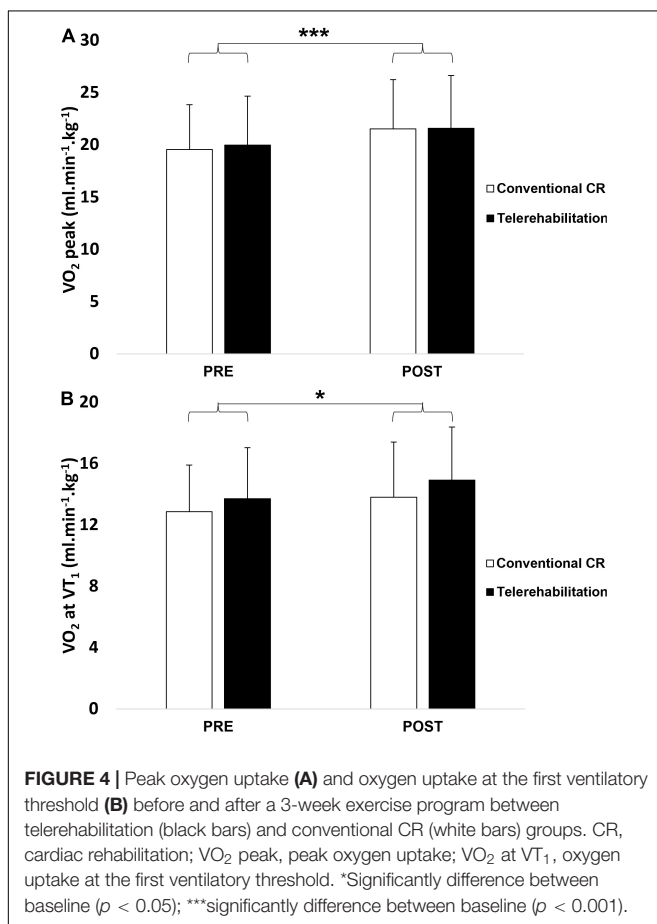 A
***
30
25
20
15
10
5
0
VO₂ peak (ml.min⁻¹.kg⁻¹)
Conventional CR
Telerehabilitation
PRE
POST
B
*
20
16
12
8
4
0
VO₂ at VT₁ (ml.min⁻¹.kg⁻¹)
Conventional CR
Telerehabilitation
PRE
POST
FIGURE 4 | Peak oxygen uptake (A) and oxygen uptake at the first ventilatory
threshold (B) before and after a 3-week exercise program between
telerehabilitation (black bars) and conventional CR (white bars) groups. CR,
cardiac rehabilitation; VO₂ peak, peak oxygen uptake; VO₂ at VT₁, oxygen
uptake at the first ventilatory threshold. *Significantly difference between
baseline (p < 0.05); ***significantly difference between baseline (p < 0.001).